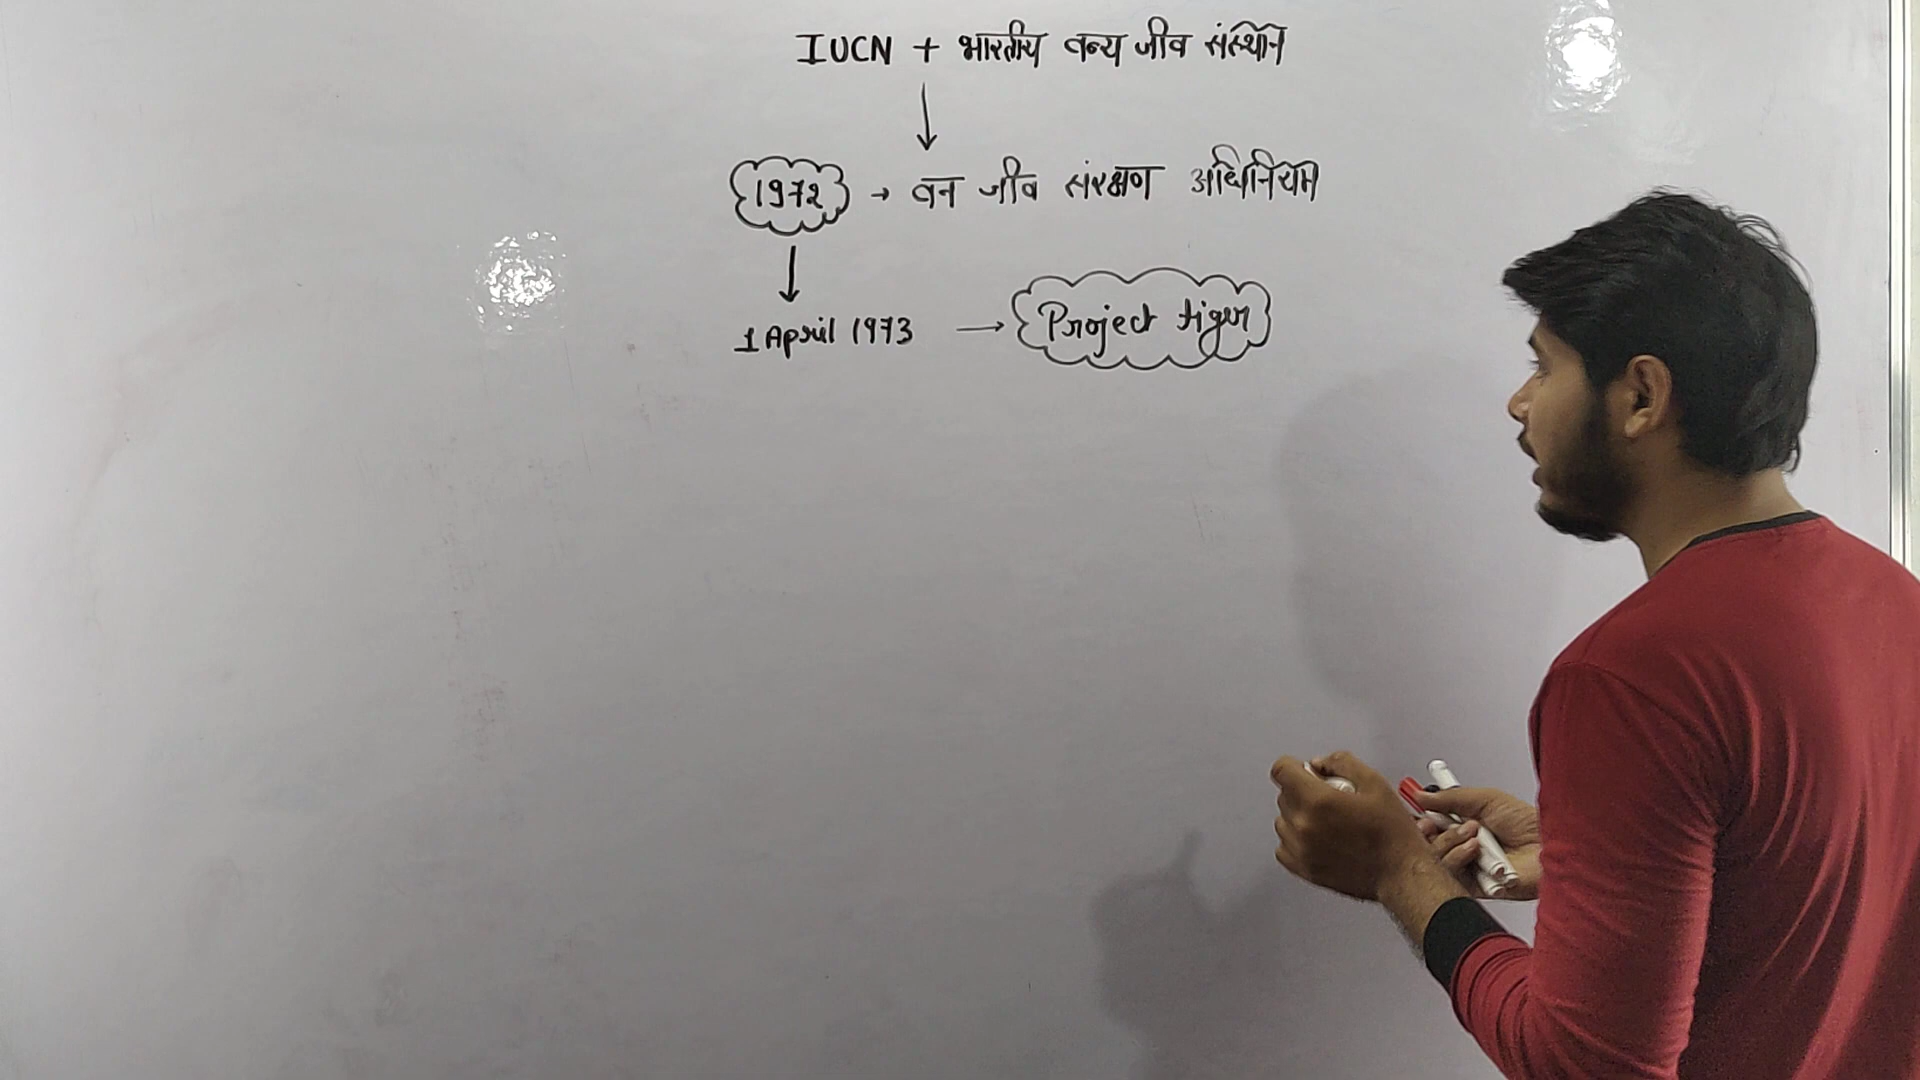 IUCN + भारतीय वन्य जीव संस्थान
1972 → वन जीव संरक्षण अधिनियम
1 April 1973 → Project tiger